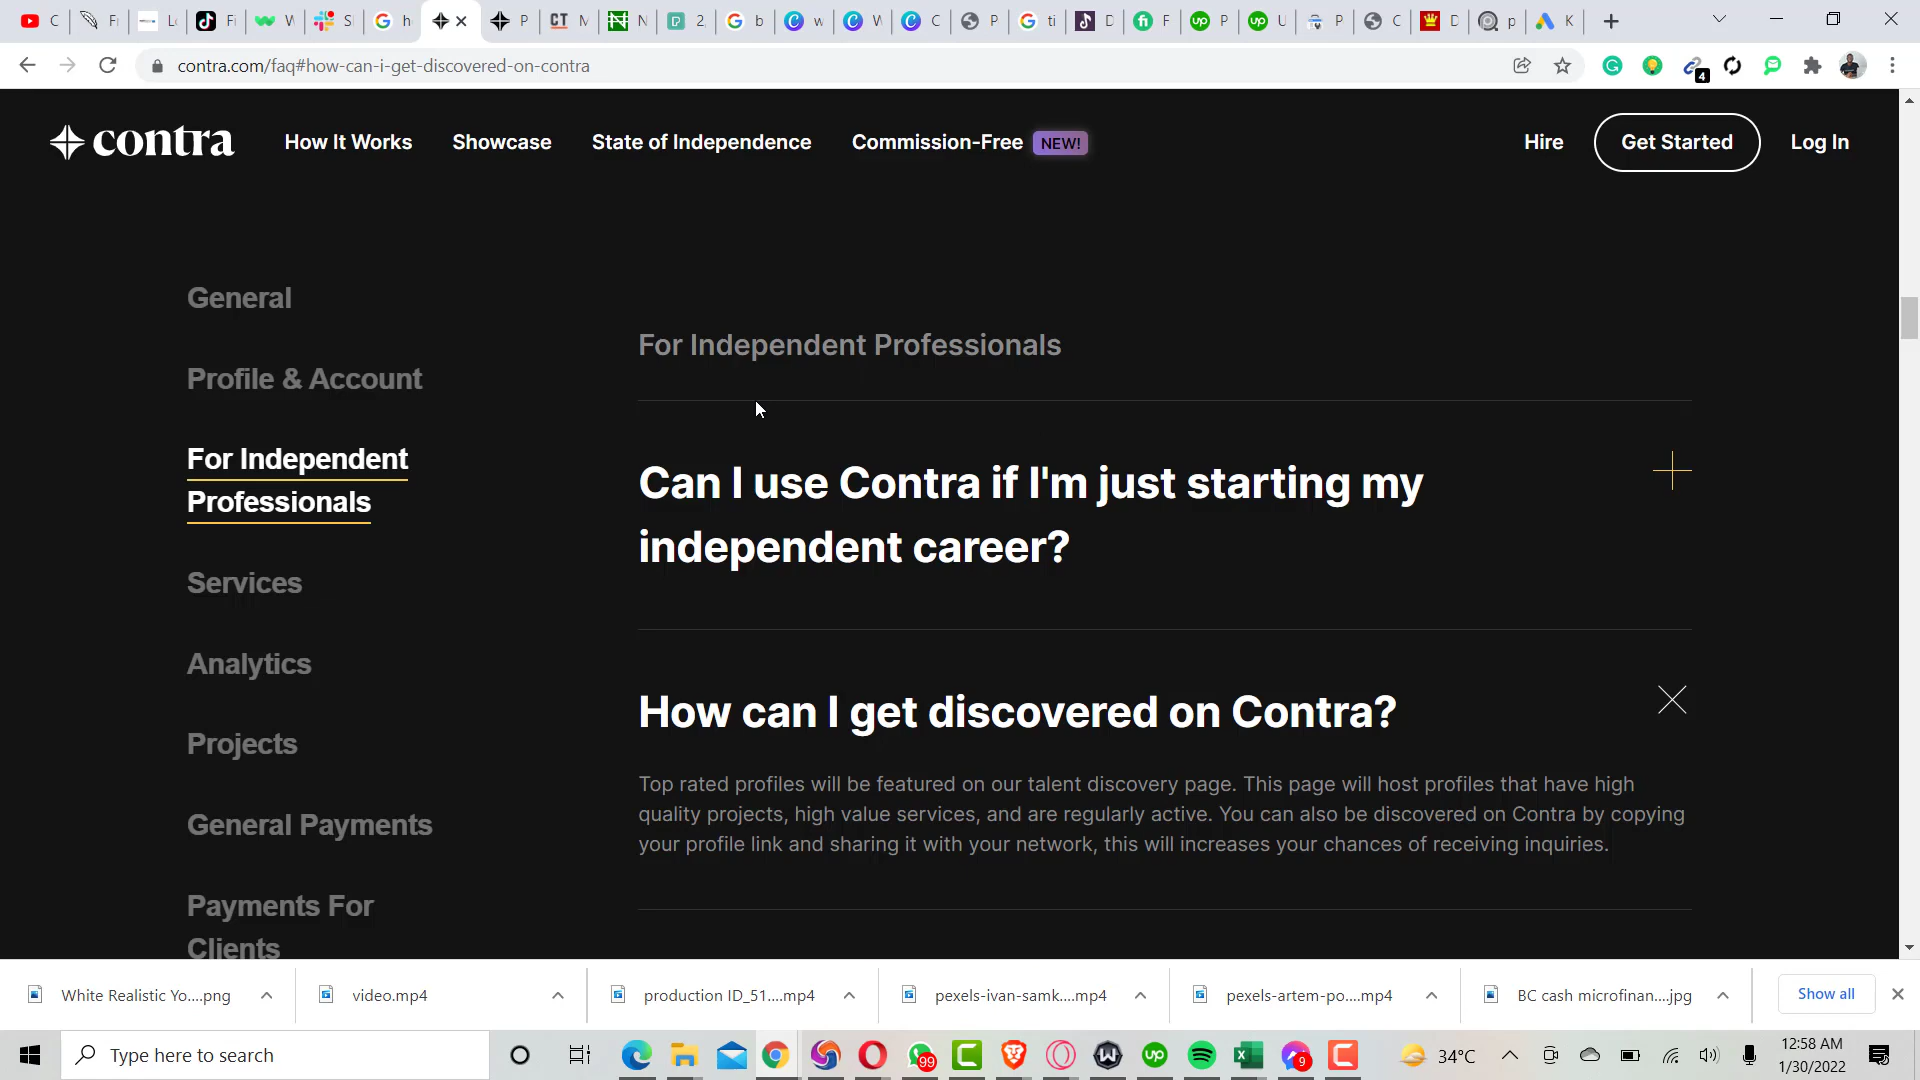 contra.com/faq#how-can-i-get-discovered-on-contra
4
contra
How It Works
Showcase
State of Independence
Commission-Free
NEW!
Hire
Get Started
Log In
General
Profile & Account
For Independent
Professionals
Services
Analytics
Projects
General Payments
Payments For
Clients
For Independent Professionals
Can I use Contra if I'm just starting my
independent career?
How can I get discovered on Contra?
Top rated profiles will be featured on our talent discovery page. This page will host profiles that have high
quality projects, high value services, and are regularly active. You can also be discovered on Contra by copying
your profile link and sharing it with your network, this will increases your chances of receiving inquiries.
White Realistic Yo....png
video.mp4
production ID_51....mp4
pexels-ivan-samk....mp4
pexels-artem-po....mp4
BC cash microfinan....jpg
Show all
Type here to search
99
9
34°C
12:58 AM
1/30/2022